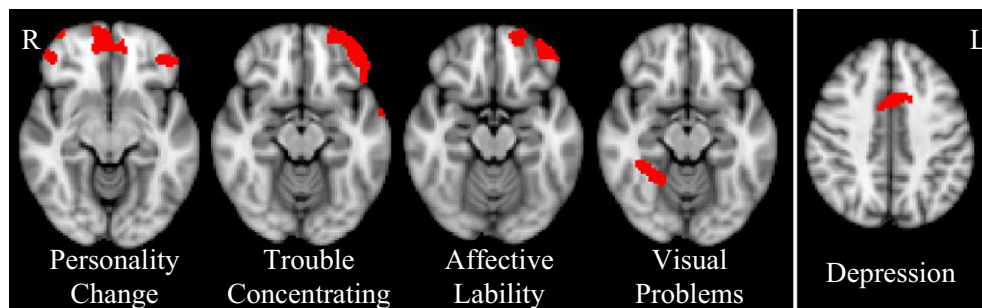 R
L
Personality
Change
Trouble
Concentrating
Affective
Lability
Visual
Problems
Depression